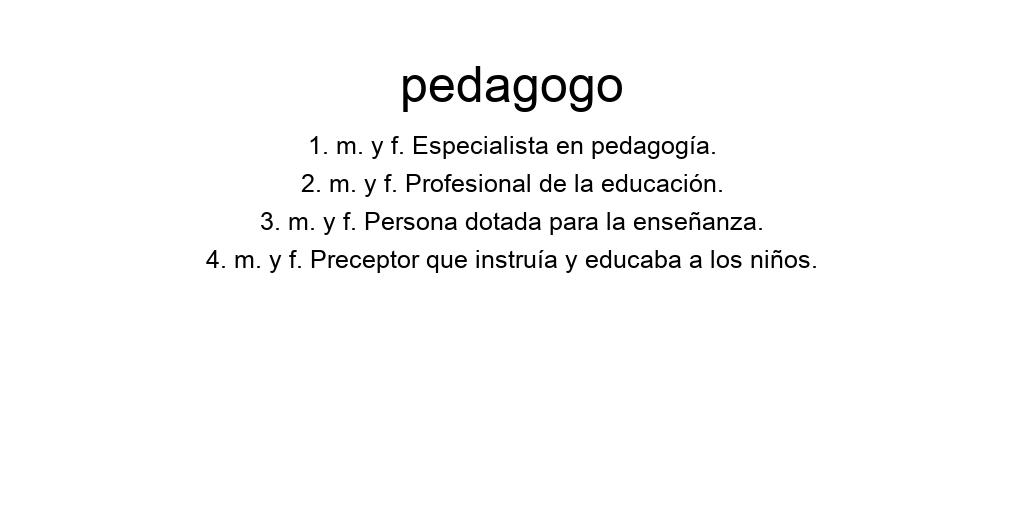 pedagogo
1. m. y f. Especialista en pedagogía.
2. m. y f. Profesional de la educación.
3. m. y f. Persona dotada para la enseñanza.
4. m. y f. Preceptor que instruía y educaba a los niños.